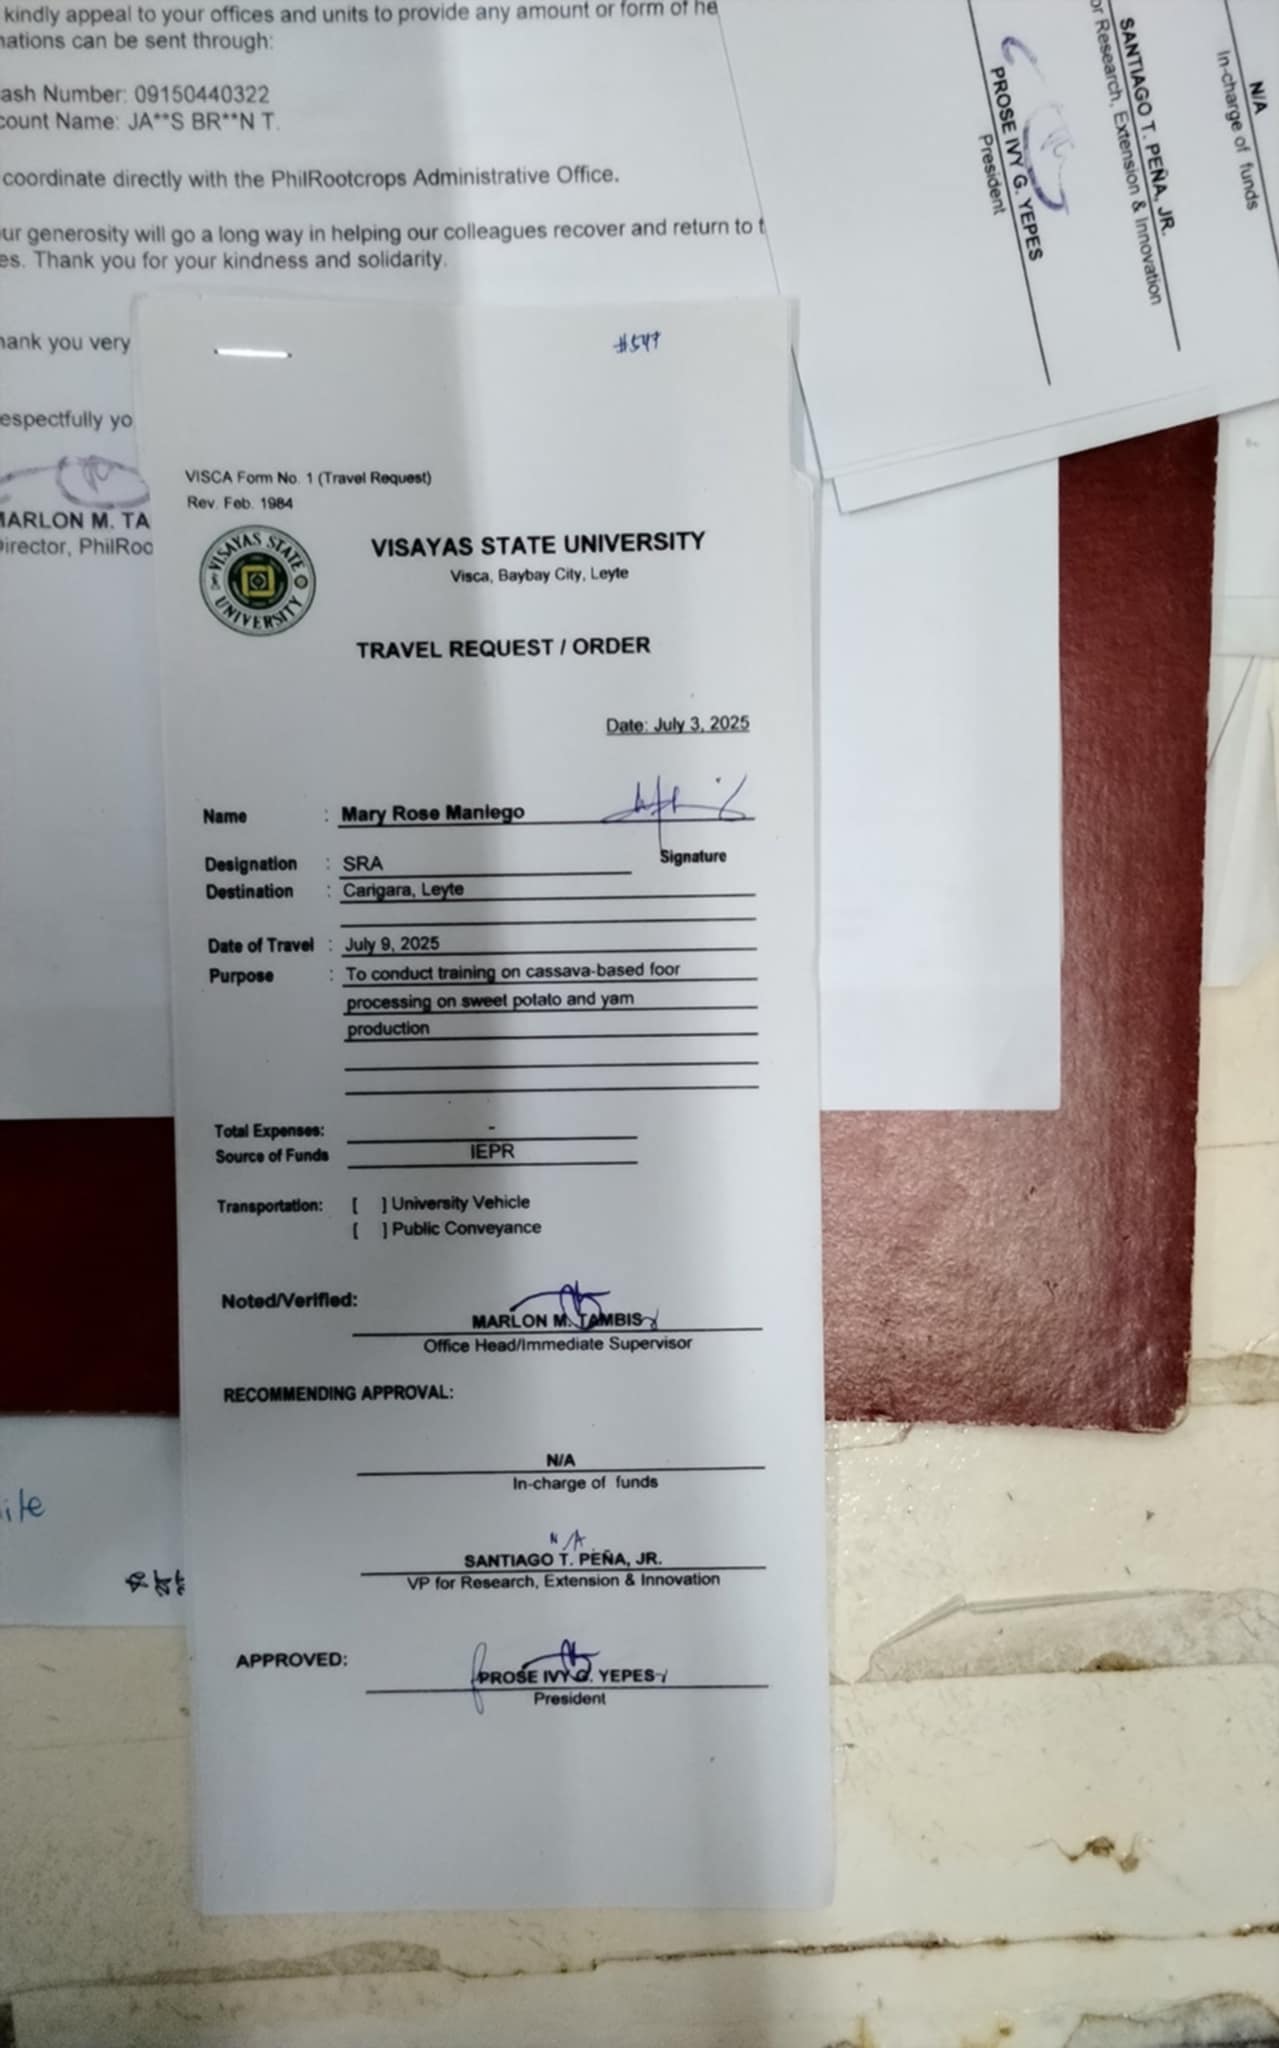 kindly appeal to your offices and units to provide any amount or form of he
nations can be sent through:
ash Number: 09150440322
count Name: JA**S BR**N T.
coordinate directly with the PhilRootcrops Administrative Office.
ur generosity will go a long way in helping our colleagues recover and return to t
es. Thank you for your kindness and solidarity.
hank you very
espectfully yo
MARLON M. TA
Director, PhilRoo
N/A
In-charge of funds
SANTIAGO T. PEÑA, JR.
or Research, Extension & Innovation
PROSE IVY G. YEPES
President
#547
VISCA Form No. 1 (Travel Request)
Rev. Feb. 1984
VISAYAS STATE UNIVERSITY
VISAYAS STATE UNIVERSITY
Visca, Baybay City, Leyte
TRAVEL REQUEST / ORDER
Date: July 3, 2025
Name : Mary Rose Manlego
Signature
Designation : SRA
Destination : Carigara, Leyte
Date of Travel : July 9, 2025
Purpose : To conduct training on cassava-based foor
processing on sweet potato and yam
production
Total Expenses: -
Source of Funds IEPR
Transportation: [ ] University Vehicle
[ ] Public Conveyance
Noted/Verified:
MARLON M. TAMBIS
Office Head/Immediate Supervisor
RECOMMENDING APPROVAL:
N/A
In-charge of funds
N/A
SANTIAGO T. PEÑA, JR.
VP for Research, Extension & Innovation
APPROVED:
PROSE IVY G. YEPES
President